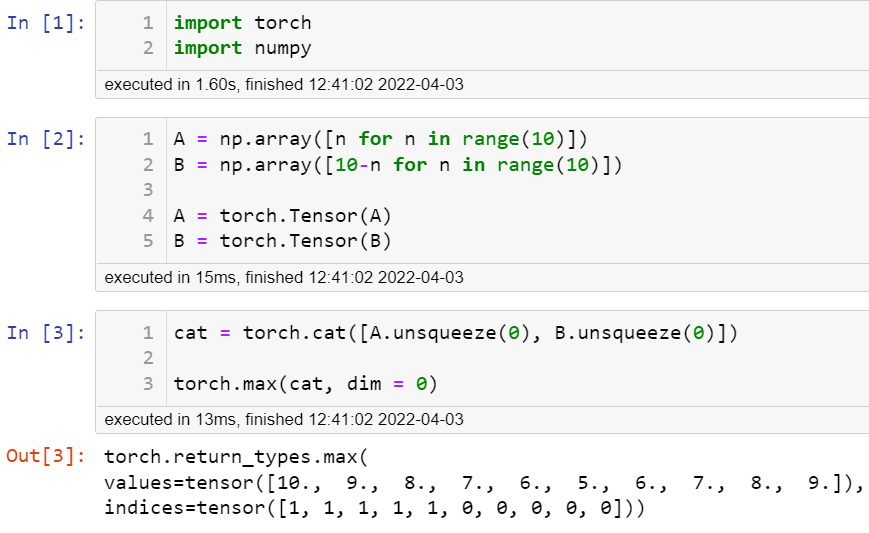 In [1]:
1 import torch
2 import numpy
executed in 1.60s, finished 12:41:02 2022-04-03
In [2]:
1 A = np.array([n for n in range(10)])
2 B = np.array([10-n for n in range(10)])
3
4 A = torch.Tensor(A)
5 B = torch.Tensor(B)
executed in 15ms, finished 12:41:02 2022-04-03
In [3]:
1 cat = torch.cat([A.unsqueeze(0), B.unsqueeze(0)])
2
3 torch.max(cat, dim = 0)
executed in 13ms, finished 12:41:02 2022-04-03
Out[3]: torch.return_types.max(
values=tensor([10.,  9.,  8.,  7.,  6.,  5.,  6.,  7.,  8.,  9.]),
indices=tensor([1, 1, 1, 1, 1, 0, 0, 0, 0, 0]))